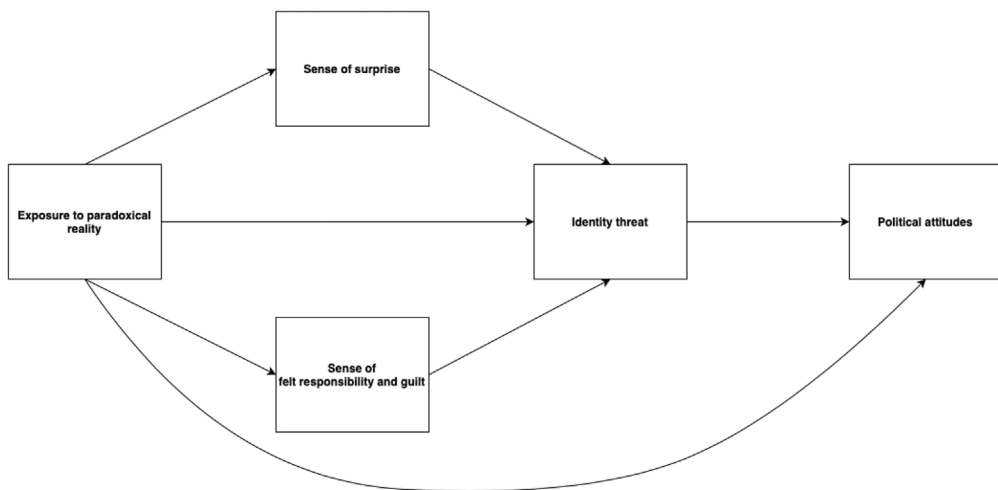 Sense of surprise
Exposure to paradoxical
reality
Identity threat
Political attitudes
Sense of
felt responsibility and guilt